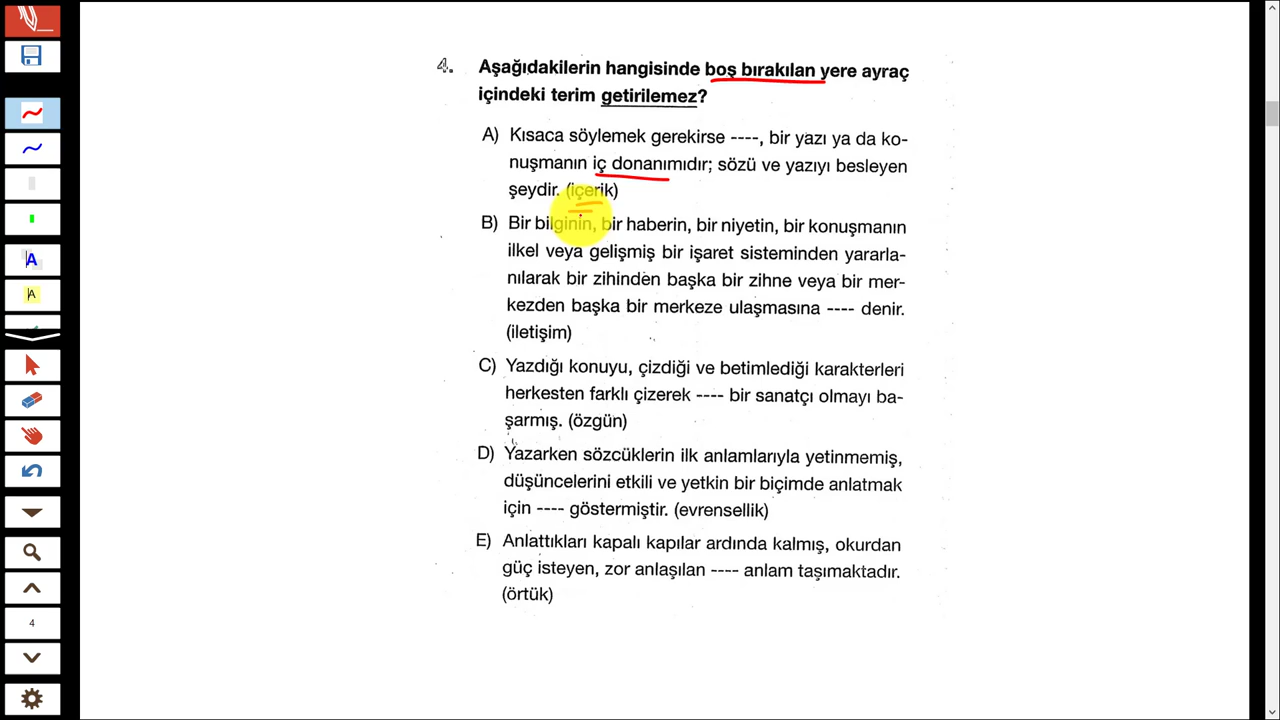 4. Aşağıdakilerin hangisinde boş bırakılan yere ayraç
içindeki terim getirilemez?
A) Kısaca söylemek gerekirse ----, bir yazı ya da ko-
nuşmanın iç donanımıdır; sözü ve yazıyı besleyen
şeydir. (içerik)
B) Bir bilginin, bir haberin, bir niyetin, bir konuşmanın
ilkel veya gelişmiş bir işaret sisteminden yararla-
nılarak bir zihinden başka bir zihne veya bir mer-
kezden başka bir merkeze ulaşmasına ---- denir.
(iletişim)
C) Yazdığı konuyu, çizdiği ve betimlediği karakterleri
herkesten farklı çizerek ---- bir sanatçı olmayı ba-
şarmış. (özgün)
D) Yazarken sözcüklerin ilk anlamlarıyla yetinmemiş,
düşüncelerini etkili ve yetkin bir biçimde anlatmak
için ---- göstermiştir. (evrensellik)
E) Anlattıkları kapalı kapılar ardında kalmış, okurdan
güç isteyen, zor anlaşılan ---- anlam taşımaktadır.
(örtük)
A
A
4